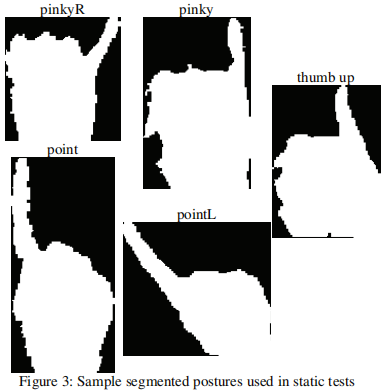 pinkyR
pinky
thumb up
point
pointL
Figure 3: Sample segmented postures used in static tests